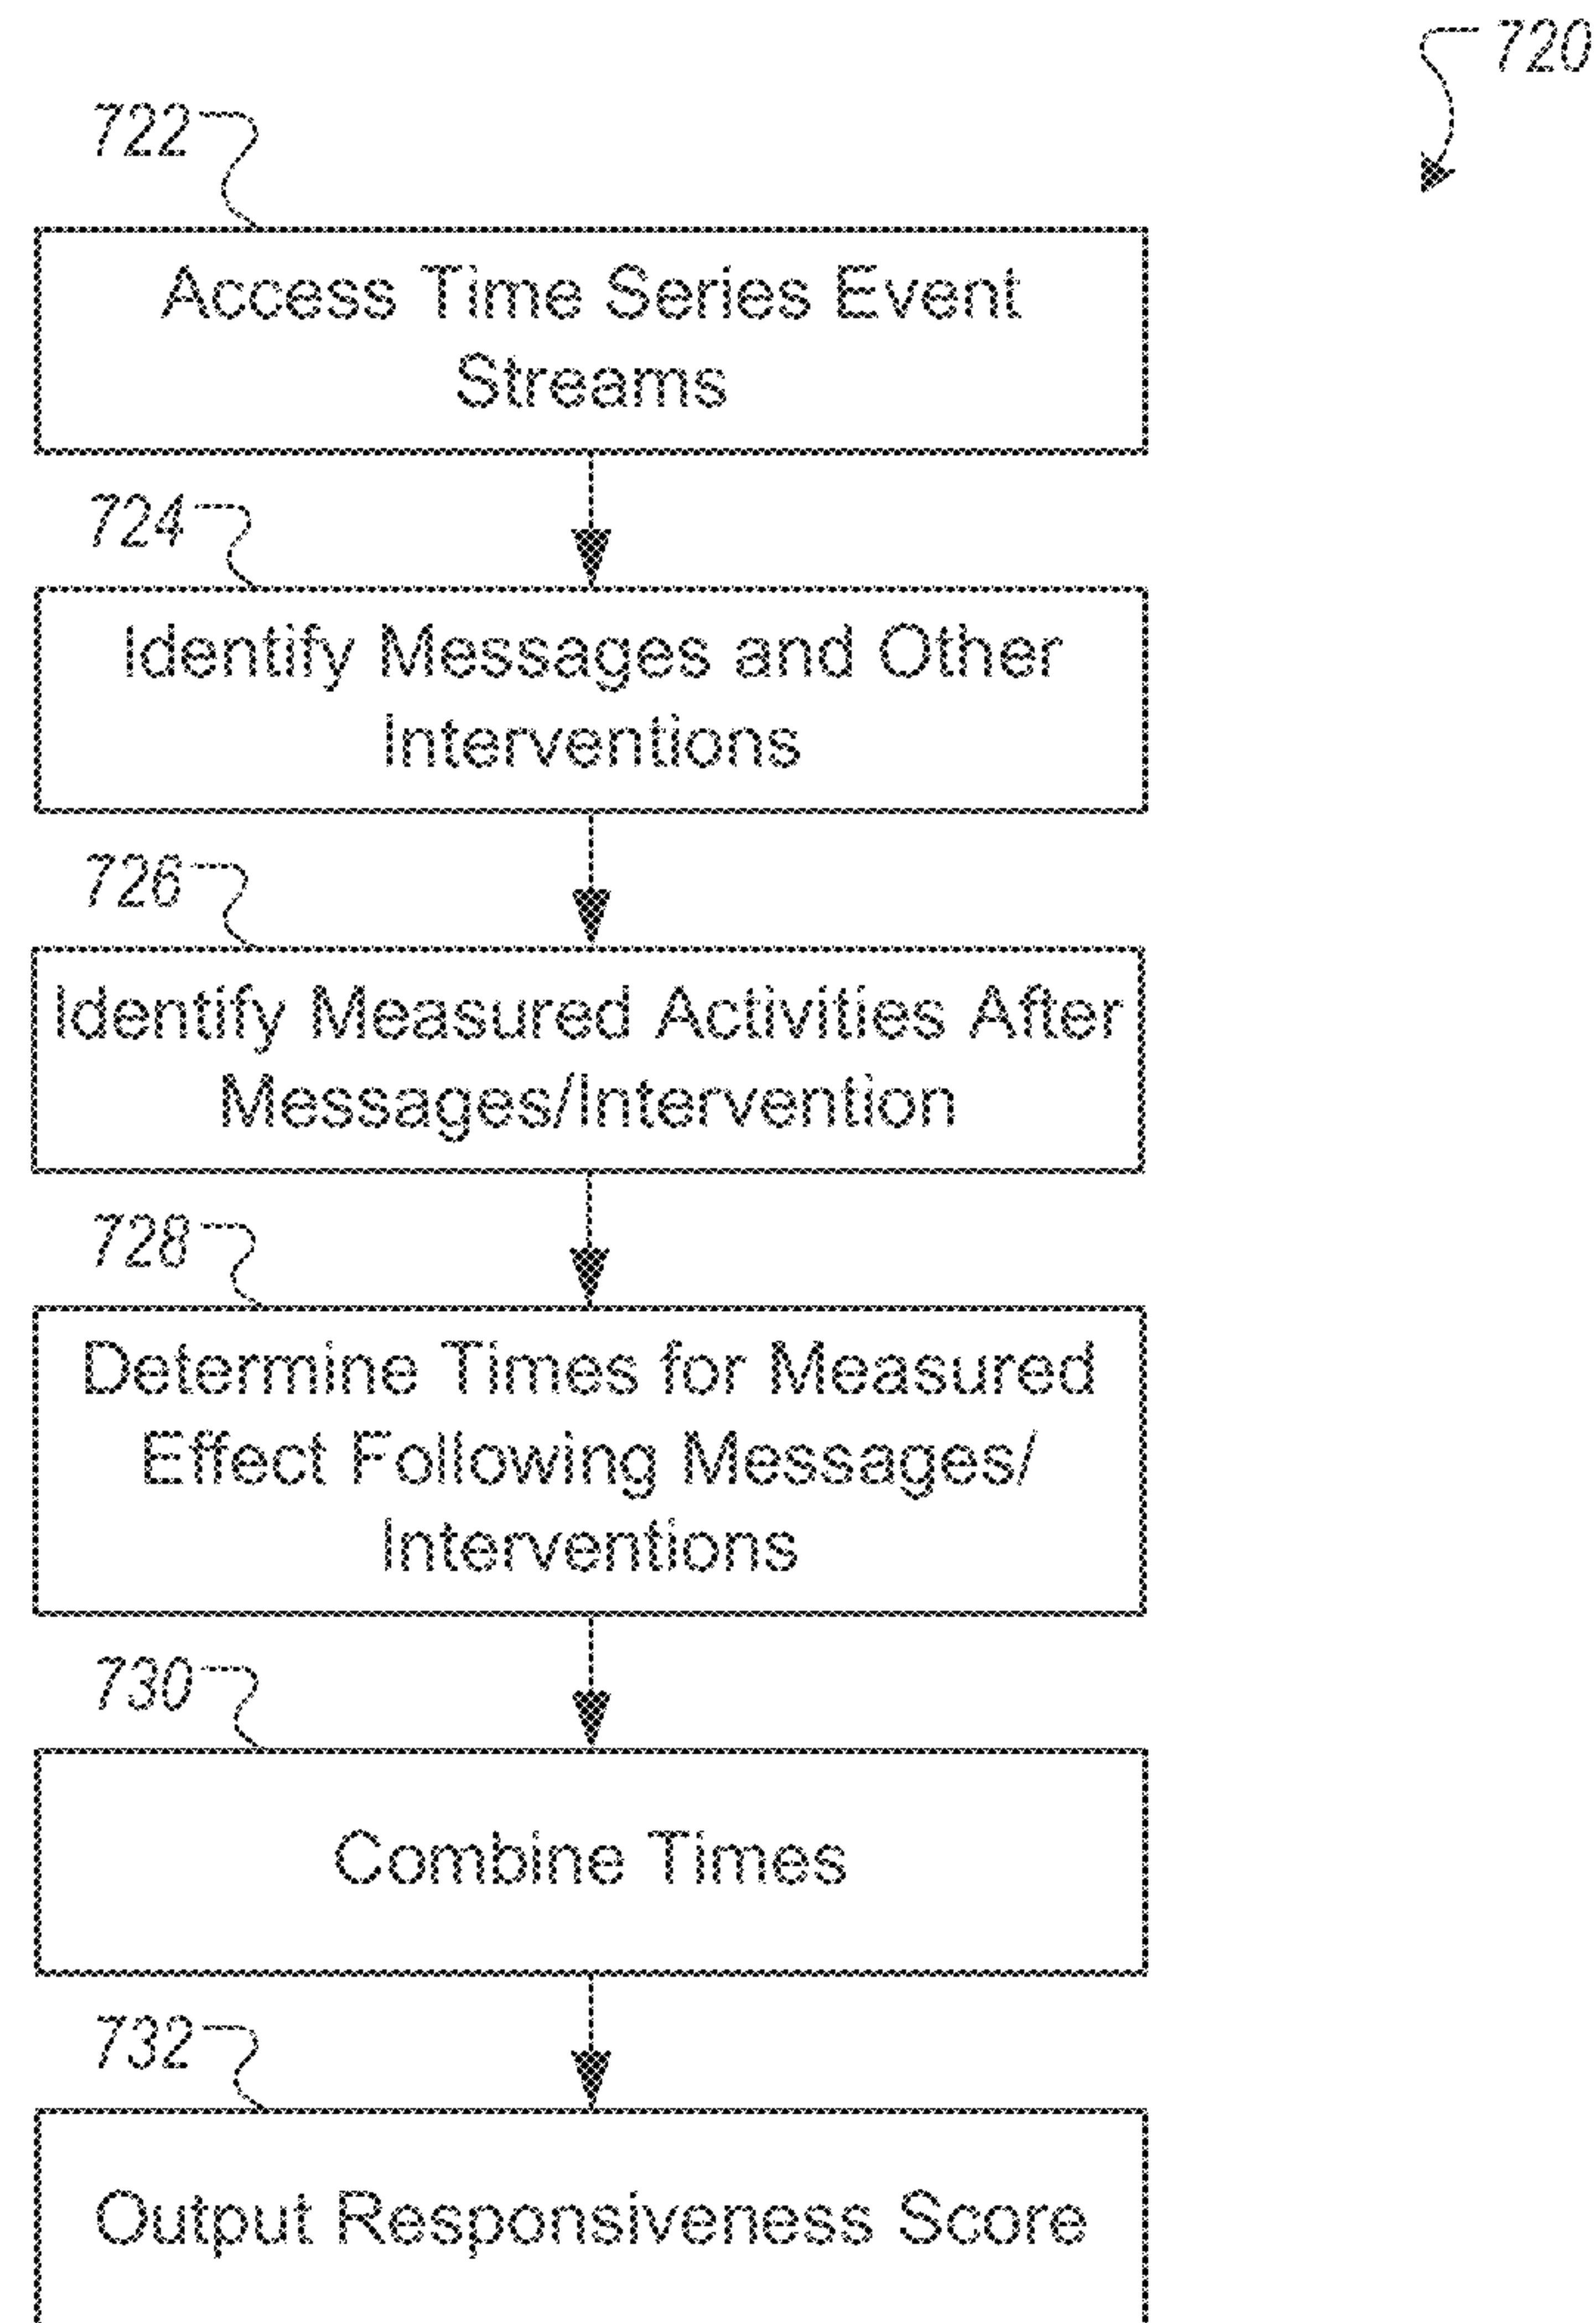 720
722
Access Time Series Event
Streams
724
Identify Messages and Other
Interventions
726
Identify Measured Activities After
Messages/Intervention
728
Determine Times for Measured
Effect Following Messages/
Interventions
730
Combine Times
732
Output Responsiveness Score